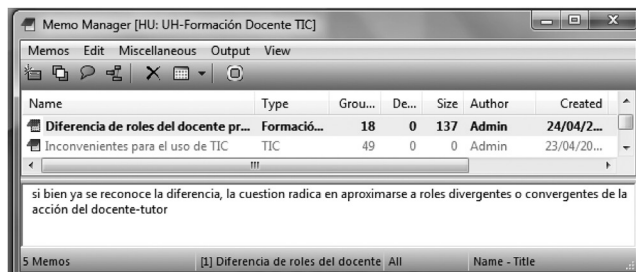 Memo Manager [HU: UH-Formación Docente TIC]
Memos Edit Miscellaneous Output View
Name Type Grou... De... Size Author Created
Diferencia de roles del docente pr... Formació... 18 0 137 Admin 24/04/2...
Inconvenientes para el uso de TIC TIC 49 0 0 Admin 23/04/20...
si bien ya se reconoce la diferencia, la cuestion radica en aproximarse a roles divergentes o convergentes de la
acción del docente-tutor
5 Memos [1] Diferencia de roles del docente All Name - Title